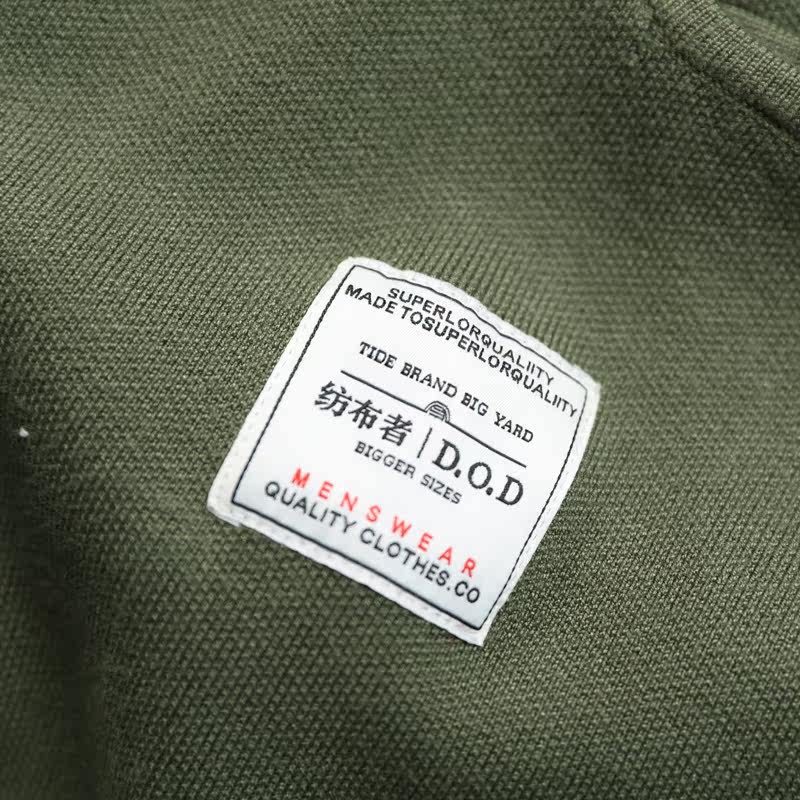 SUPERLORQUALIITY
MADE TOSUPERLORQUALIITY
TIDE BRAND BIG YARD
纺布者 | D.O.D
BIGGER SIZES
MENSWEAR
QUALITY CLOTHES.CO